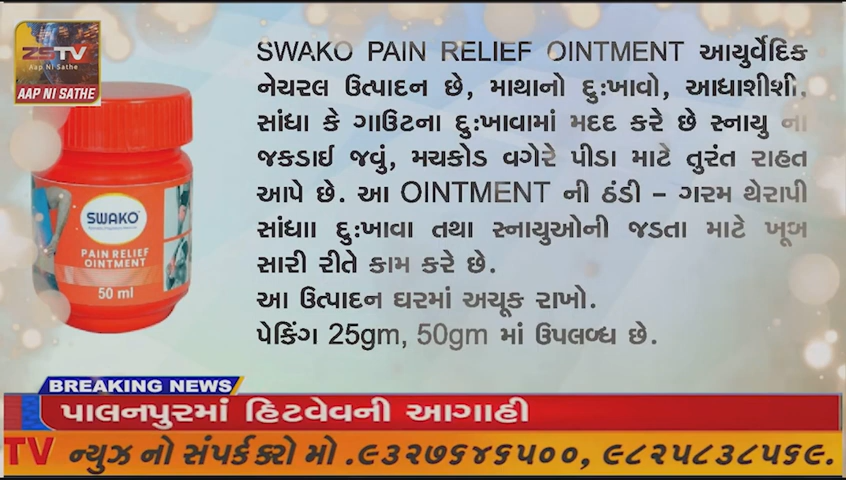 ZSTV
Aap Ni Sathe
AAP NI SATHE
SWAKO PAIN RELIEF OINTMENT આયુર્વેદિક
નેચરલ ઉત્પાદન છે, માથાનો દુઃખાવો, આધાશીશી,
સાંધા કે ગાઉટના દુઃખાવામાં મદદ કરે છે સ્નાયુ ના
જકડાઈ જવું, મચકોડ વગેરે પીડા માટે તુરંત રાહત
આપે છે. આ OINTMENT ની ઠંડી – ગરમ થેરાપી
સાંધાા દુઃખાવા તથા સ્નાયુઓની જડતા માટે ખૂબ
સારી રીતે કામ કરે છે.
આ ઉત્પાદન ઘરમાં અચૂક રાખો.
પેકિંગ 25gm, 50gm માં ઉપલબ્ધ છે.
SWAKO
PAIN RELIEF
OINTMENT
50 ml
BREAKING NEWS
પાલનપુરમાં હિટવેવની આગાહી
TV ન્યુઝ નો સંપર્ક કરો મો .૯૩૨૭૬૪૬૫૦૦, ૯૮૨૫૮૩૮૫૬૯.